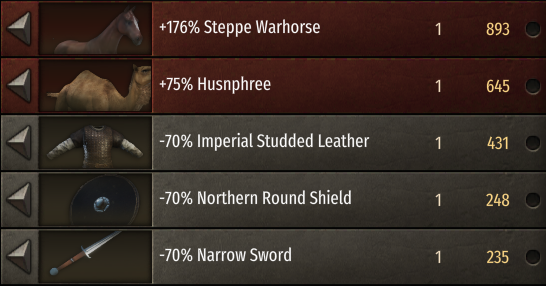 +176% Steppe Warhorse 1 893
+75% Husnphree 1 645
-70% Imperial Studded Leather 1 431
-70% Northern Round Shield 1 248
-70% Narrow Sword 1 235